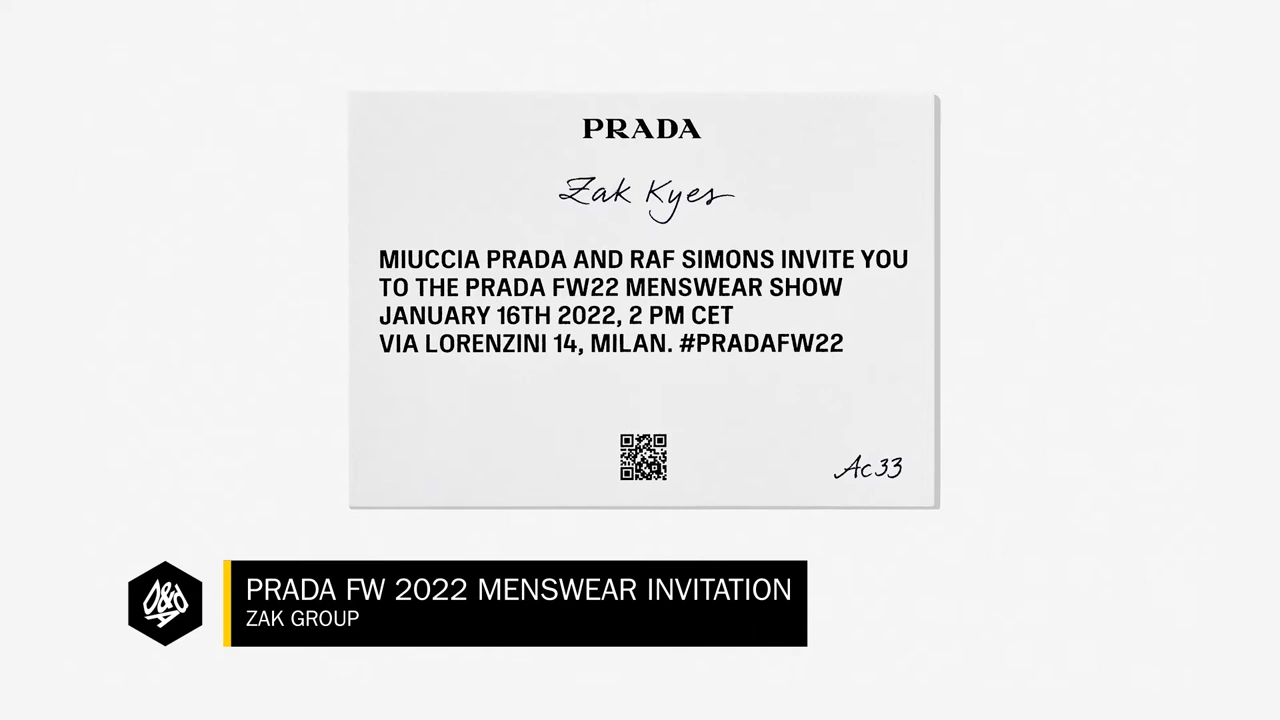 PRADA
Zak Kyes
MIUCCIA PRADA AND RAF SIMONS INVITE YOU
TO THE PRADA FW22 MENSWEAR SHOW
JANUARY 16TH 2022, 2 PM CET
VIA LORENZINI 14, MILAN. #PRADAFW22
Ac33
D&AD
PRADA FW 2022 MENSWEAR INVITATION
ZAK GROUP